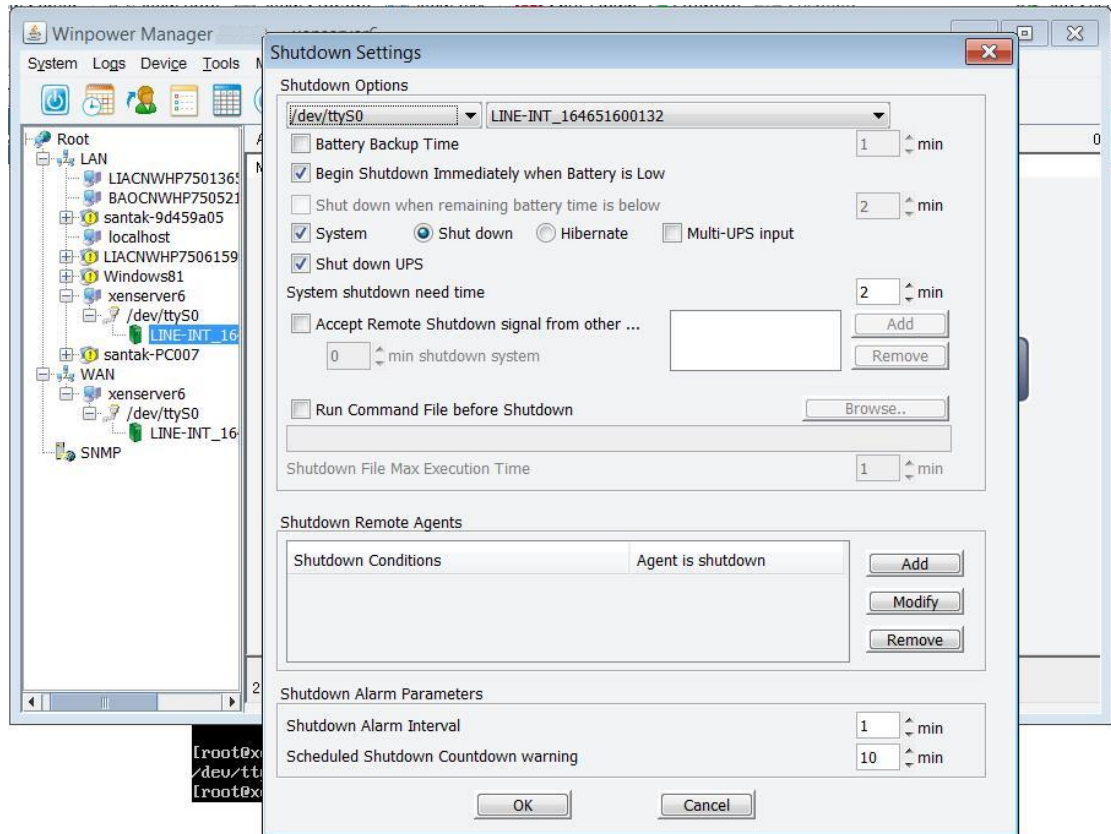 Winpower Manager
System Logs Device Tools
Root
LAN
LIACNWHP7501365
BAOCNWHP750521
santak-9d459a05
localhost
LIACNWHP7506159
Windows81
xenserver6
/dev/ttyS0
LINE-INT_16
santak-PC007
WAN
xenserver6
/dev/ttyS0
LINE-INT_16
SNMP
Shutdown Settings
Shutdown Options
/dev/ttyS0 LINE-INT_164651600132
Battery Backup Time 1 min
Begin Shutdown Immediately when Battery is Low
Shut down when remaining battery time is below 2 min
System Shut down Hibernate Multi-UPS input
Shut down UPS
System shutdown need time 2 min
Accept Remote Shutdown signal from other ... Add
0 min shutdown system Remove
Run Command File before Shutdown Browse..
Shutdown File Max Execution Time 1 min
Shutdown Remote Agents
Shutdown Conditions Agent is shutdown
Add
Modify
Remove
Shutdown Alarm Parameters
Shutdown Alarm Interval 1 min
Scheduled Shutdown Countdown warning 10 min
OK Cancel
0
2
[root@x
/dev/tt
[root@x